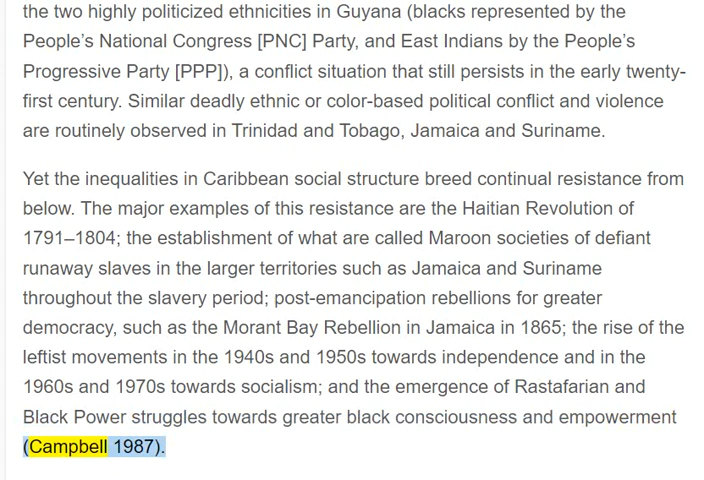 the two highly politicized ethnicities in Guyana (blacks represented by the
People’s National Congress [PNC] Party, and East Indians by the People’s
Progressive Party [PPP]), a conflict situation that still persists in the early twenty-
first century. Similar deadly ethnic or color-based political conflict and violence
are routinely observed in Trinidad and Tobago, Jamaica and Suriname.
Yet the inequalities in Caribbean social structure breed continual resistance from
below. The major examples of this resistance are the Haitian Revolution of
1791–1804; the establishment of what are called Maroon societies of defiant
runaway slaves in the larger territories such as Jamaica and Suriname
throughout the slavery period; post-emancipation rebellions for greater
democracy, such as the Morant Bay Rebellion in Jamaica in 1865; the rise of the
leftist movements in the 1940s and 1950s towards independence and in the
1960s and 1970s towards socialism; and the emergence of Rastafarian and
Black Power struggles towards greater black consciousness and empowerment
(Campbell 1987).